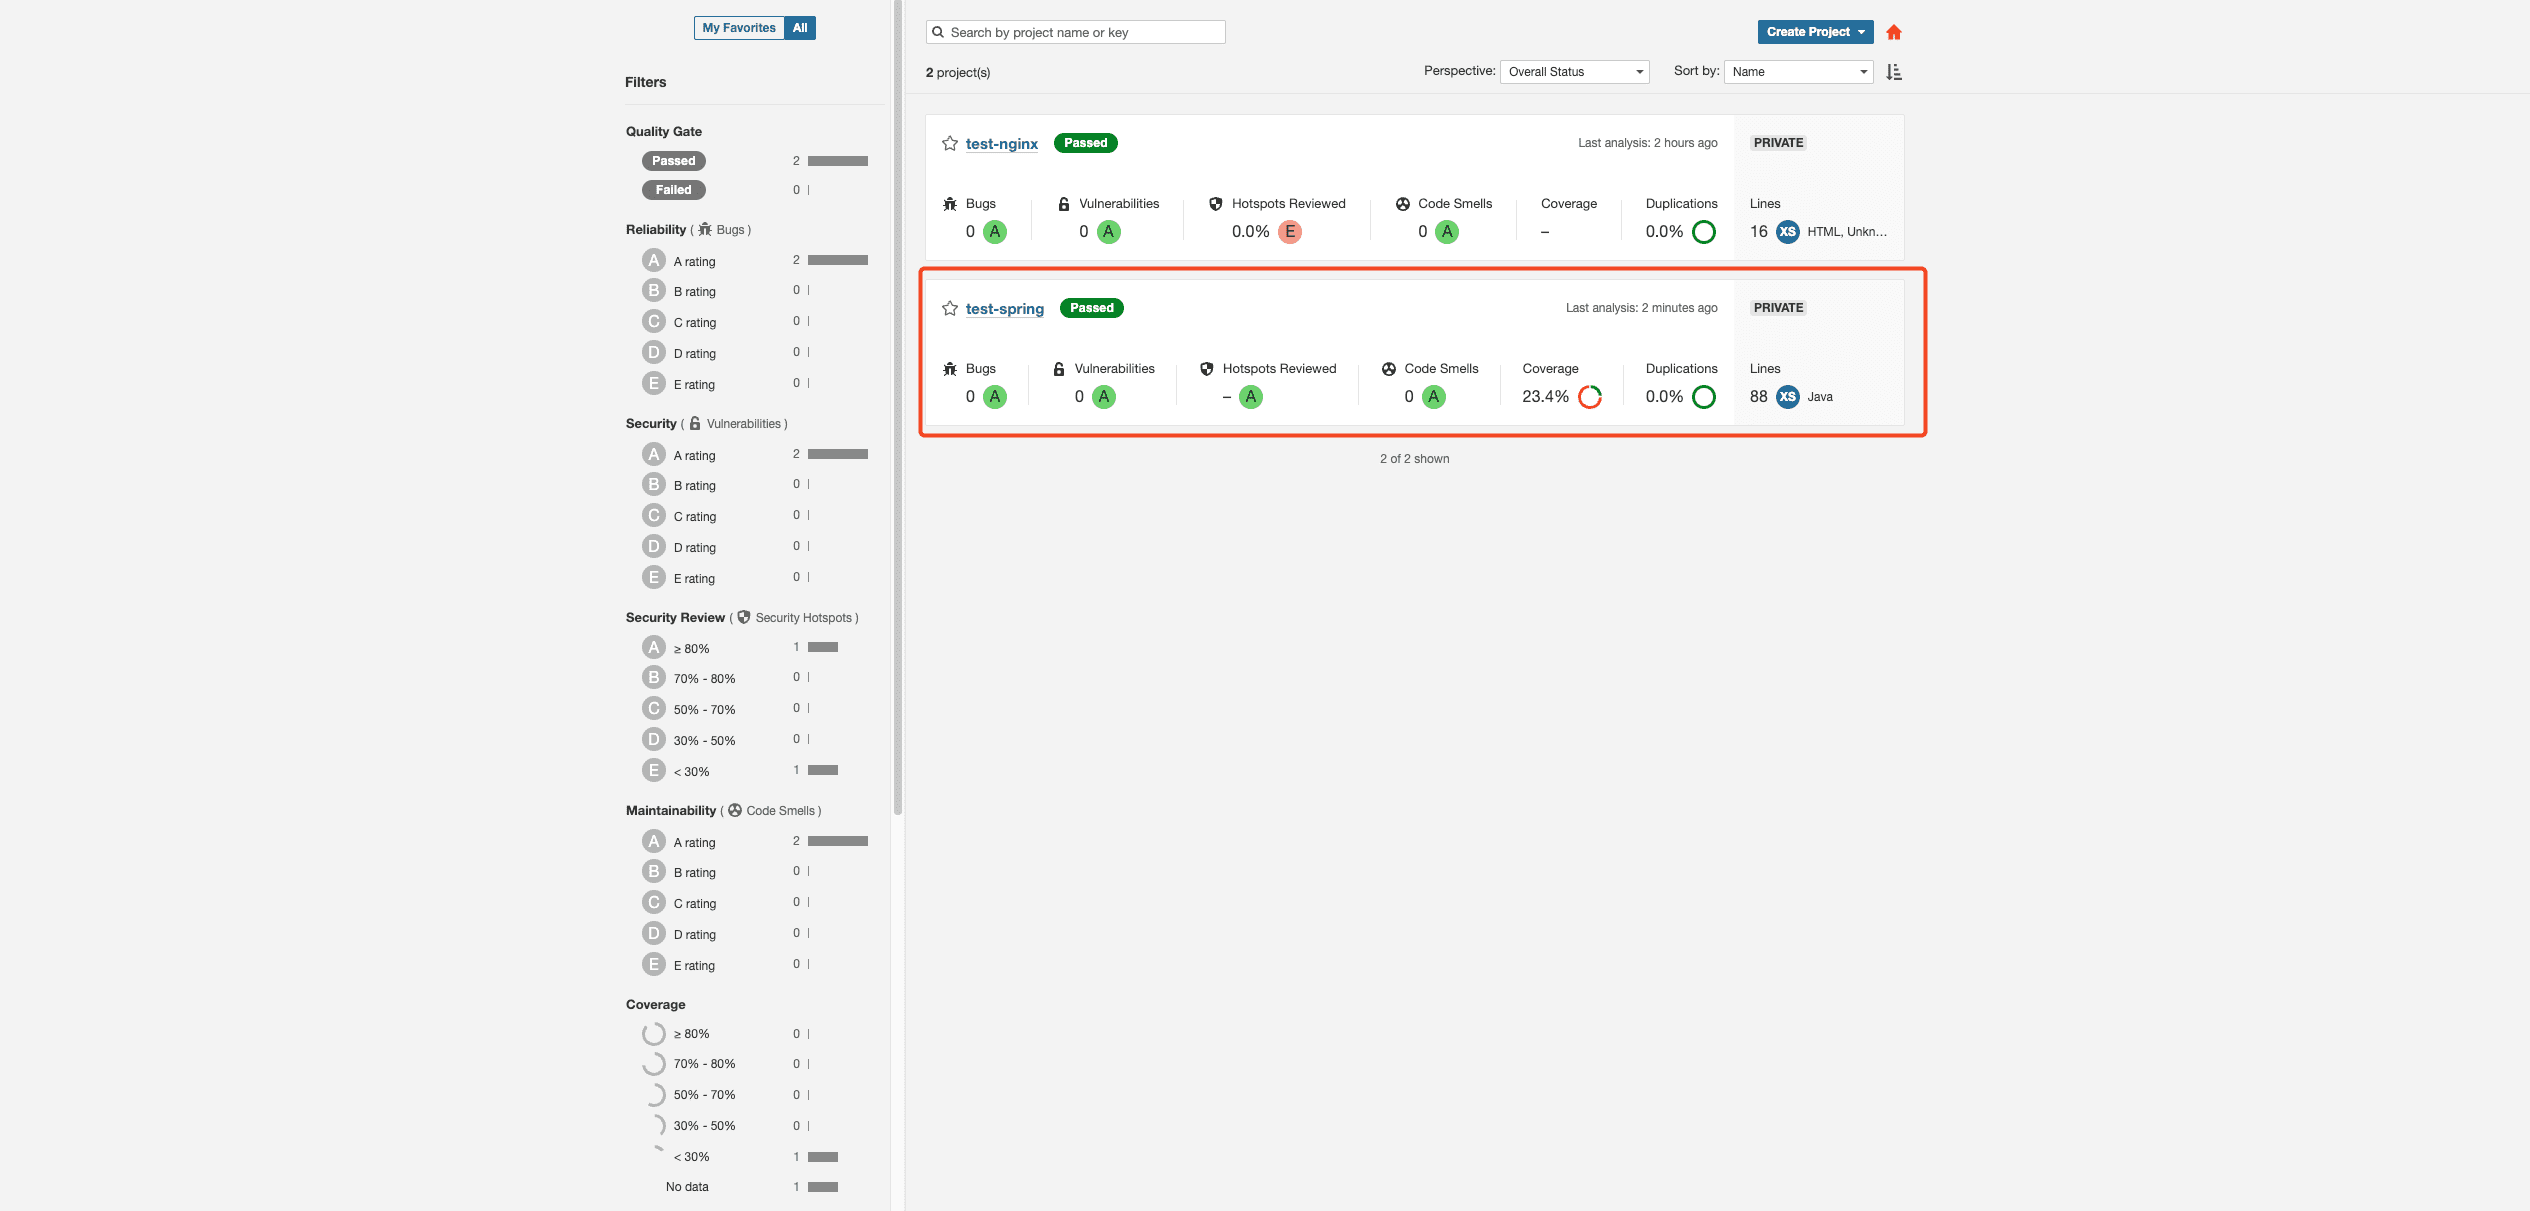 My Favorites All
Filters
Quality Gate
Passed 2
Failed 0
Reliability ( Bugs )
A A rating 2
B B rating 0
C C rating 0
D D rating 0
E E rating 0
Security ( Vulnerabilities )
A A rating 2
B B rating 0
C C rating 0
D D rating 0
E E rating 0
Security Review ( Security Hotspots )
A ≥ 80% 1
B 70% - 80% 0
C 50% - 70% 0
D 30% - 50% 0
E < 30% 1
Maintainability ( Code Smells )
A A rating 2
B B rating 0
C C rating 0
D D rating 0
E E rating 0
Coverage
≥ 80% 0
70% - 80% 0
50% - 70% 0
30% - 50% 0
< 30% 1
No data 1
Search by project name or key
Create Project
2 project(s)
Perspective: Overall Status Sort by: Name
test-nginx Passed Last analysis: 2 hours ago PRIVATE
Bugs Vulnerabilities Hotspots Reviewed Code Smells Coverage Duplications Lines
0 A 0 A 0.0% E 0 A – 0.0% 16 XS HTML, Unkn...
test-spring Passed Last analysis: 2 minutes ago PRIVATE
Bugs Vulnerabilities Hotspots Reviewed Code Smells Coverage Duplications Lines
0 A 0 A – A 0 A 23.4% 0.0% 88 XS Java
2 of 2 shown